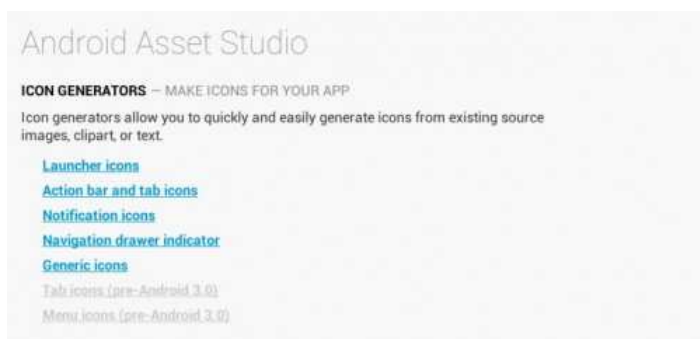 Android Asset Studio
ICON GENERATORS – MAKE ICONS FOR YOUR APP
Icon generators allow you to quickly and easily generate icons from existing source
images, clipart, or text.
Launcher icons
Action bar and tab icons
Notification icons
Navigation drawer indicator
Generic icons
Tab icons (pre-Android 3.0)
Menu icons (pre-Android 3.0)